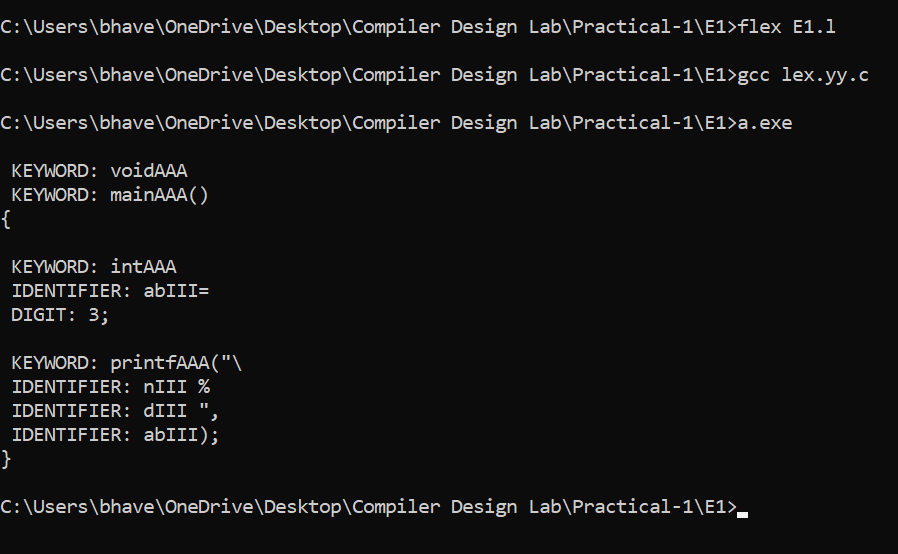 C:\Users\bhave\OneDrive\Desktop\Compiler Design Lab\Practical-1\E1>flex E1.l
C:\Users\bhave\OneDrive\Desktop\Compiler Design Lab\Practical-1\E1>gcc lex.yy.c
C:\Users\bhave\OneDrive\Desktop\Compiler Design Lab\Practical-1\E1>a.exe
KEYWORD: voidAAA
KEYWORD: mainAAA()
{
KEYWORD: intAAA
IDENTIFIER: abIII=
DIGIT: 3;
KEYWORD: printfAAA("\
IDENTIFIER: nIII %
IDENTIFIER: dIII ",
IDENTIFIER: abIII);
}
C:\Users\bhave\OneDrive\Desktop\Compiler Design Lab\Practical-1\E1>